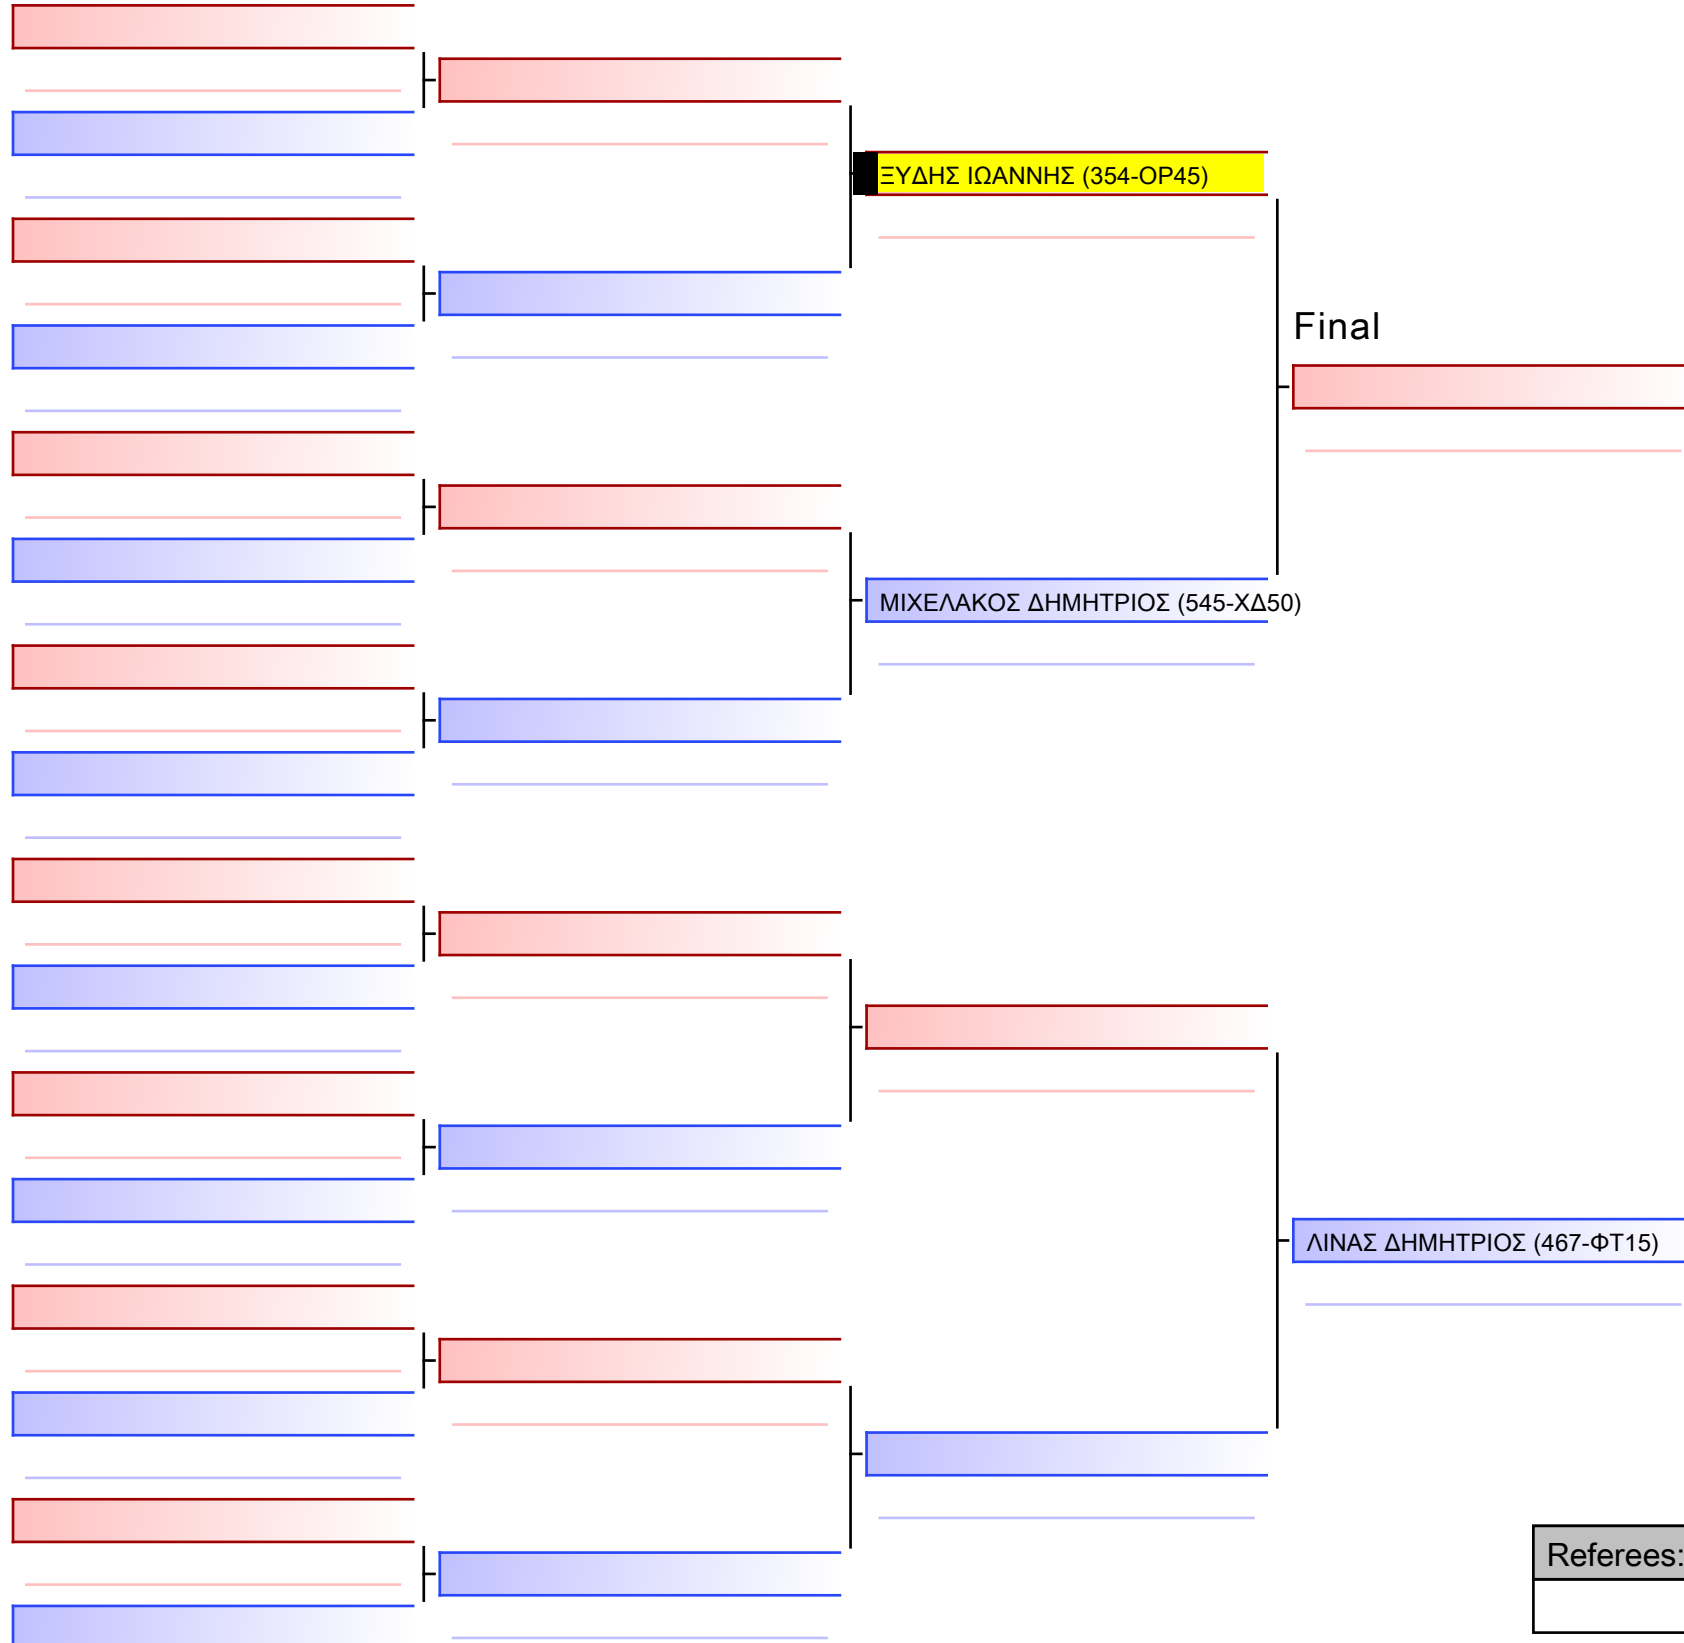 ΞΥΔΗΣ ΙΩΑΝΝΗΣ (354-ΟΡ45)
Final
ΜΙΧΕΛΑΚΟΣ ΔΗΜΗΤΡΙΟΣ (545-ΧΔ50)
ΛΙΝΑΣ ΔΗΜΗΤΡΙΟΣ (467-ΦΤ15)
Referees: